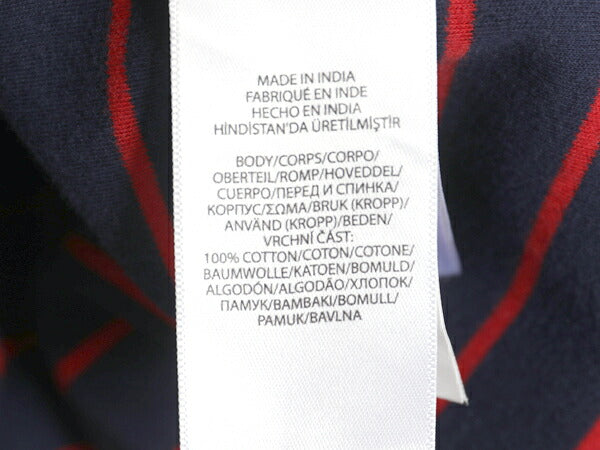 MADE IN INDIA
FABRIQUÉ EN INDE
HECHO EN INDIA
HİNDİSTAN'DA ÜRETİLMİŞTİR
BODY/CORPS/CORPO/
OBERTEIL/ROMP/HOVEDDEL/
CUERPO/ПЕРЕД И СПИНКА/
КОРПУС/ΣΩΜΑ/BRUK (KROPP)/
ANVÄND (KROPP)/BEDEN/
VRCHNÍ ČÁST:
100% COTTON/COTON/COTONE/
BAUMWOLLE/KATOEN/BOMULD/
ALGODÓN/ALGODÃO/ХЛОПОК/
ПАМУК/BAMBAKI/BOMULL/
PAMUK/BAVLNA